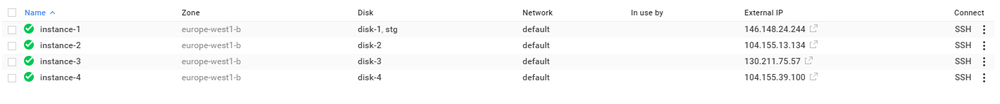 Name Zone Disk Network In use by External IP Connect
instance-1 europe-west1-b disk-1, stg default 146.148.24.244 SSH
instance-2 europe-west1-b disk-2 default 104.155.13.134 SSH
instance-3 europe-west1-b disk-3 default 130.211.75.57 SSH
instance-4 europe-west1-b disk-4 default 104.155.39.100 SSH